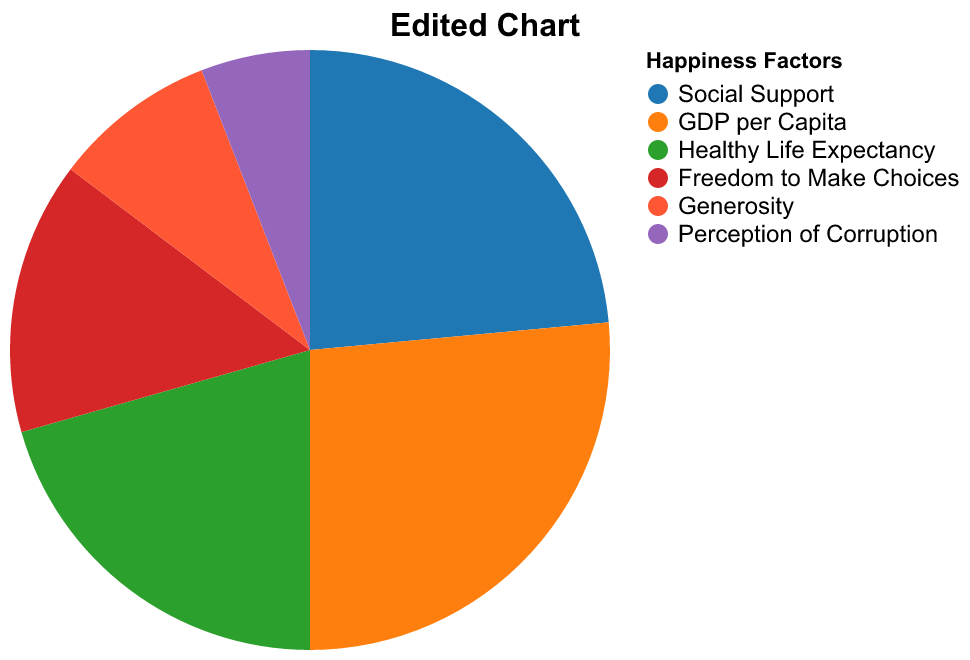 Edited Chart
Happiness Factors
Social Support
GDP per Capita
Healthy Life Expectancy
Freedom to Make Choices
Generosity
Perception of Corruption